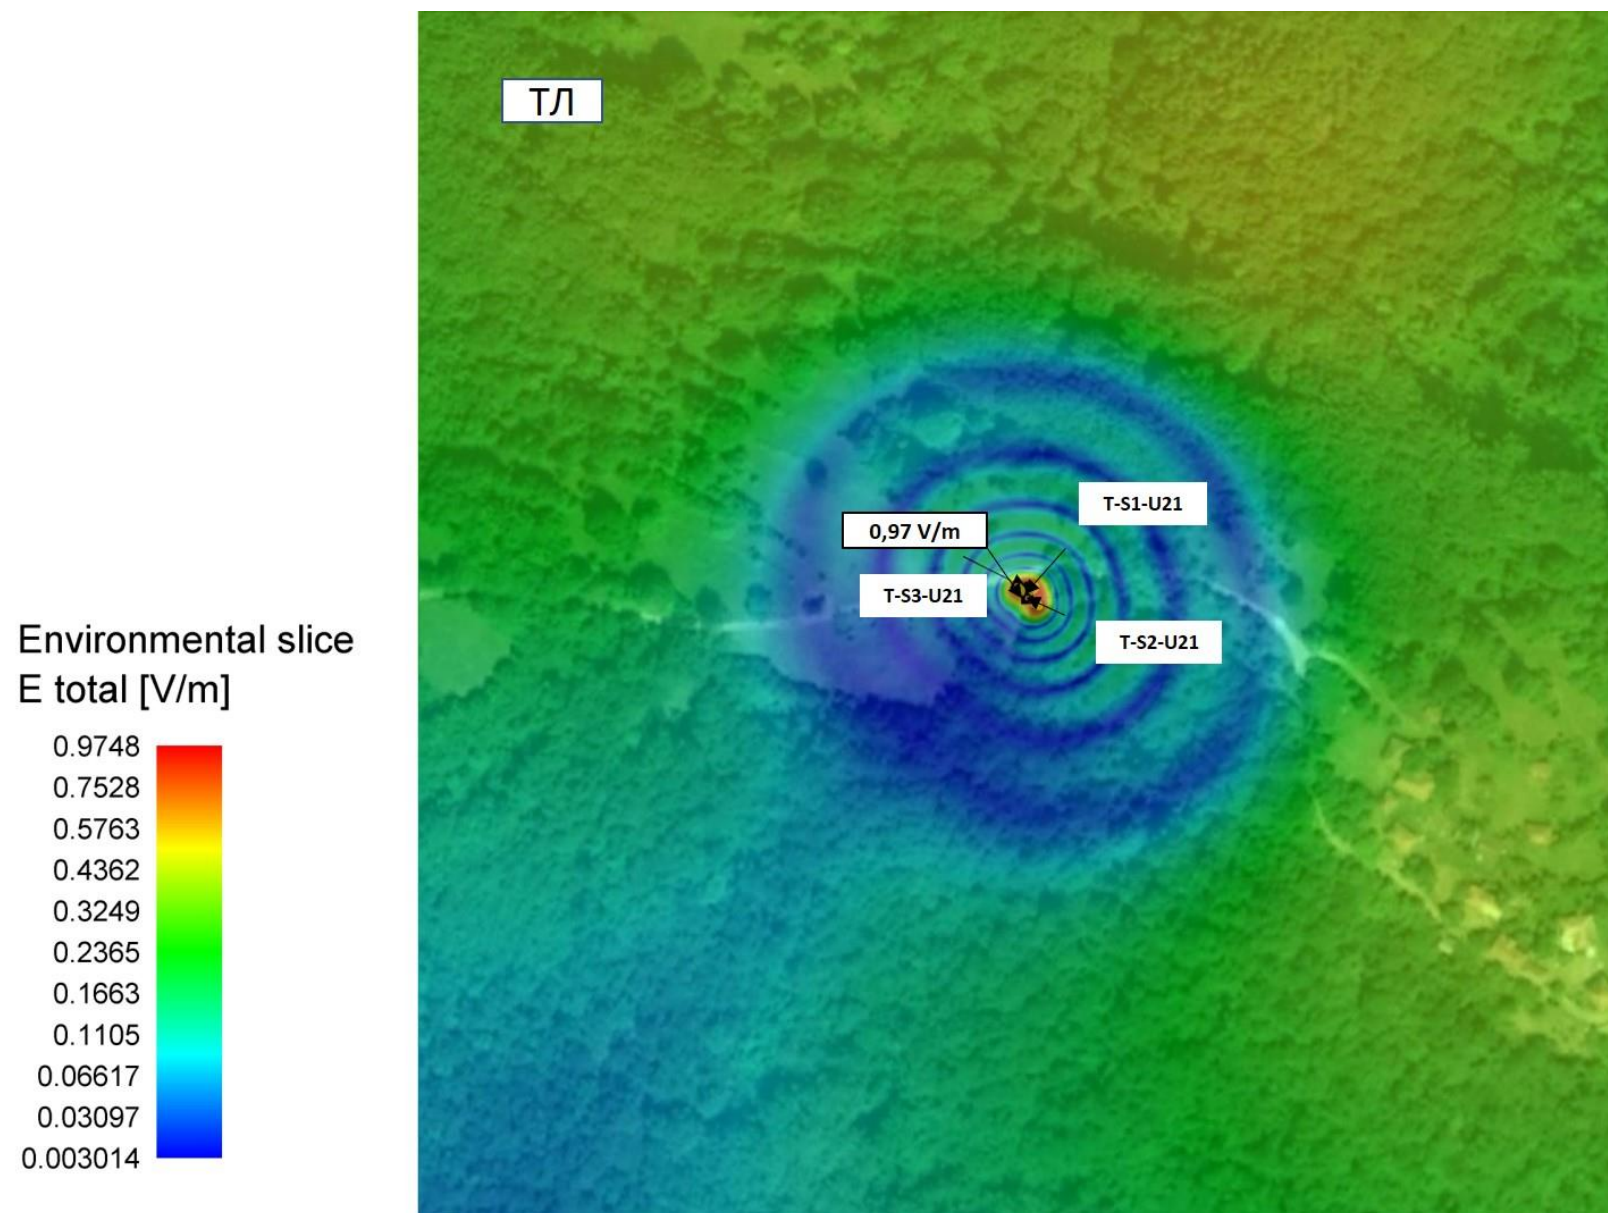 ТЛ
T-S1-U21
0,97 V/m
T-S3-U21
T-S2-U21
Environmental slice
E total [V/m]
0.9748
0.7528
0.5763
0.4362
0.3249
0.2365
0.1663
0.1105
0.06617
0.03097
0.003014